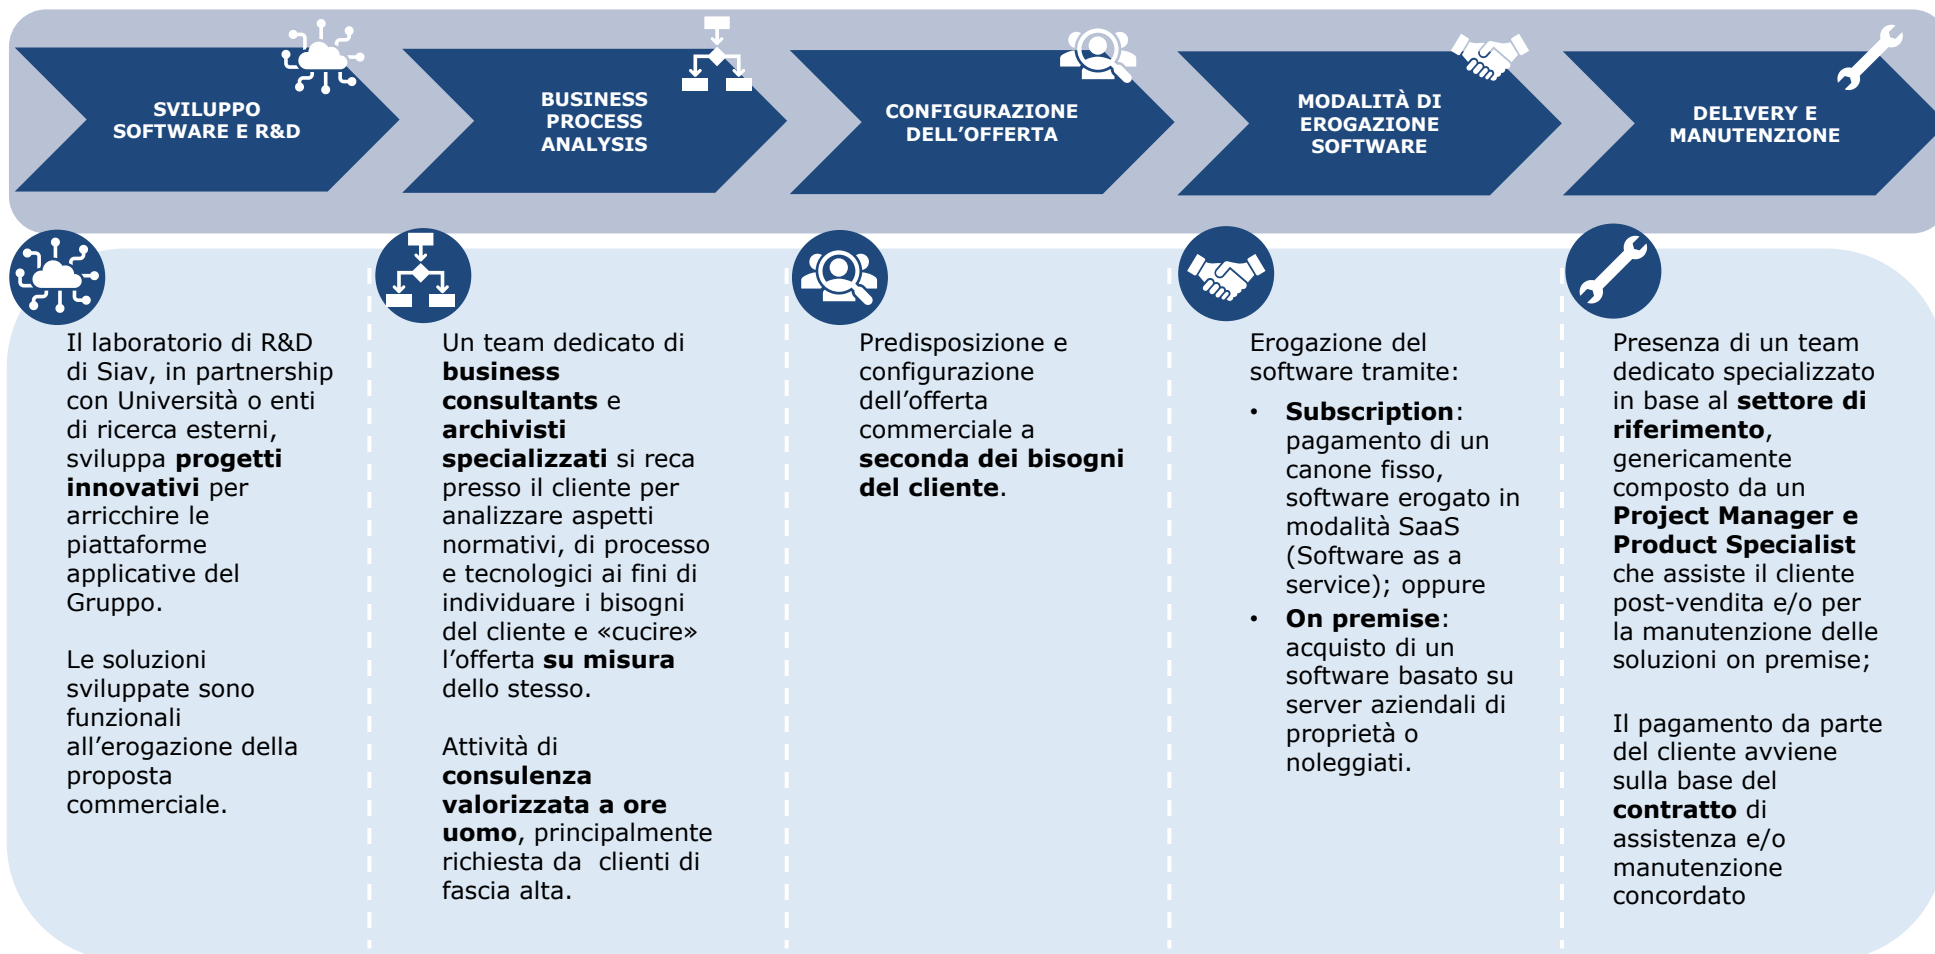 SVILUPPO
SOFTWARE E R&D
BUSINESS
PROCESS
ANALYSIS
CONFIGURAZIONE
DELL’OFFERTA
MODALITÀ DI
EROGAZIONE
SOFTWARE
DELIVERY E
MANUTENZIONE
Il laboratorio di R&D
di Siav, in partnership
con Università o enti
di ricerca esterni,
sviluppa progetti
innovativi per
arricchire le
piattaforme
applicative del
Gruppo.
Le soluzioni
sviluppate sono
funzionali
all’erogazione della
proposta
commerciale.
Un team dedicato di
business
consultants e
archivisti
specializzati si reca
presso il cliente per
analizzare aspetti
normativi, di processo
e tecnologici ai fini di
individuare i bisogni
del cliente e «cucire»
l’offerta su misura
dello stesso.
Attività di
consulenza
valorizzata a ore
uomo, principalmente
richiesta da  clienti di
fascia alta.
Predisposizione e
configurazione
dell’offerta
commerciale a
seconda dei bisogni
del cliente.
Erogazione del
software tramite:
• Subscription:
pagamento di un
canone fisso,
software erogato in
modalità SaaS
(Software as a
service); oppure
• On premise:
acquisto di un
software basato su
server aziendali di
proprietà o
noleggiati.
Presenza di un team
dedicato specializzato
in base al settore di
riferimento,
genericamente
composto da un
Project Manager e
Product Specialist
che assiste il cliente
post-vendita e/o per
la manutenzione delle
soluzioni on premise;
Il pagamento da parte
del cliente avviene
sulla base del
contratto di
assistenza e/o
manutenzione
concordato